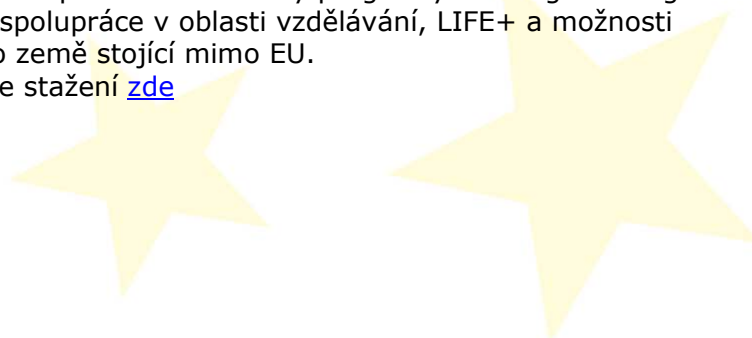 spolupráce v oblasti vzdělávání, LIFE+ a možnosti
o země stojící mimo EU.
e stažení zde